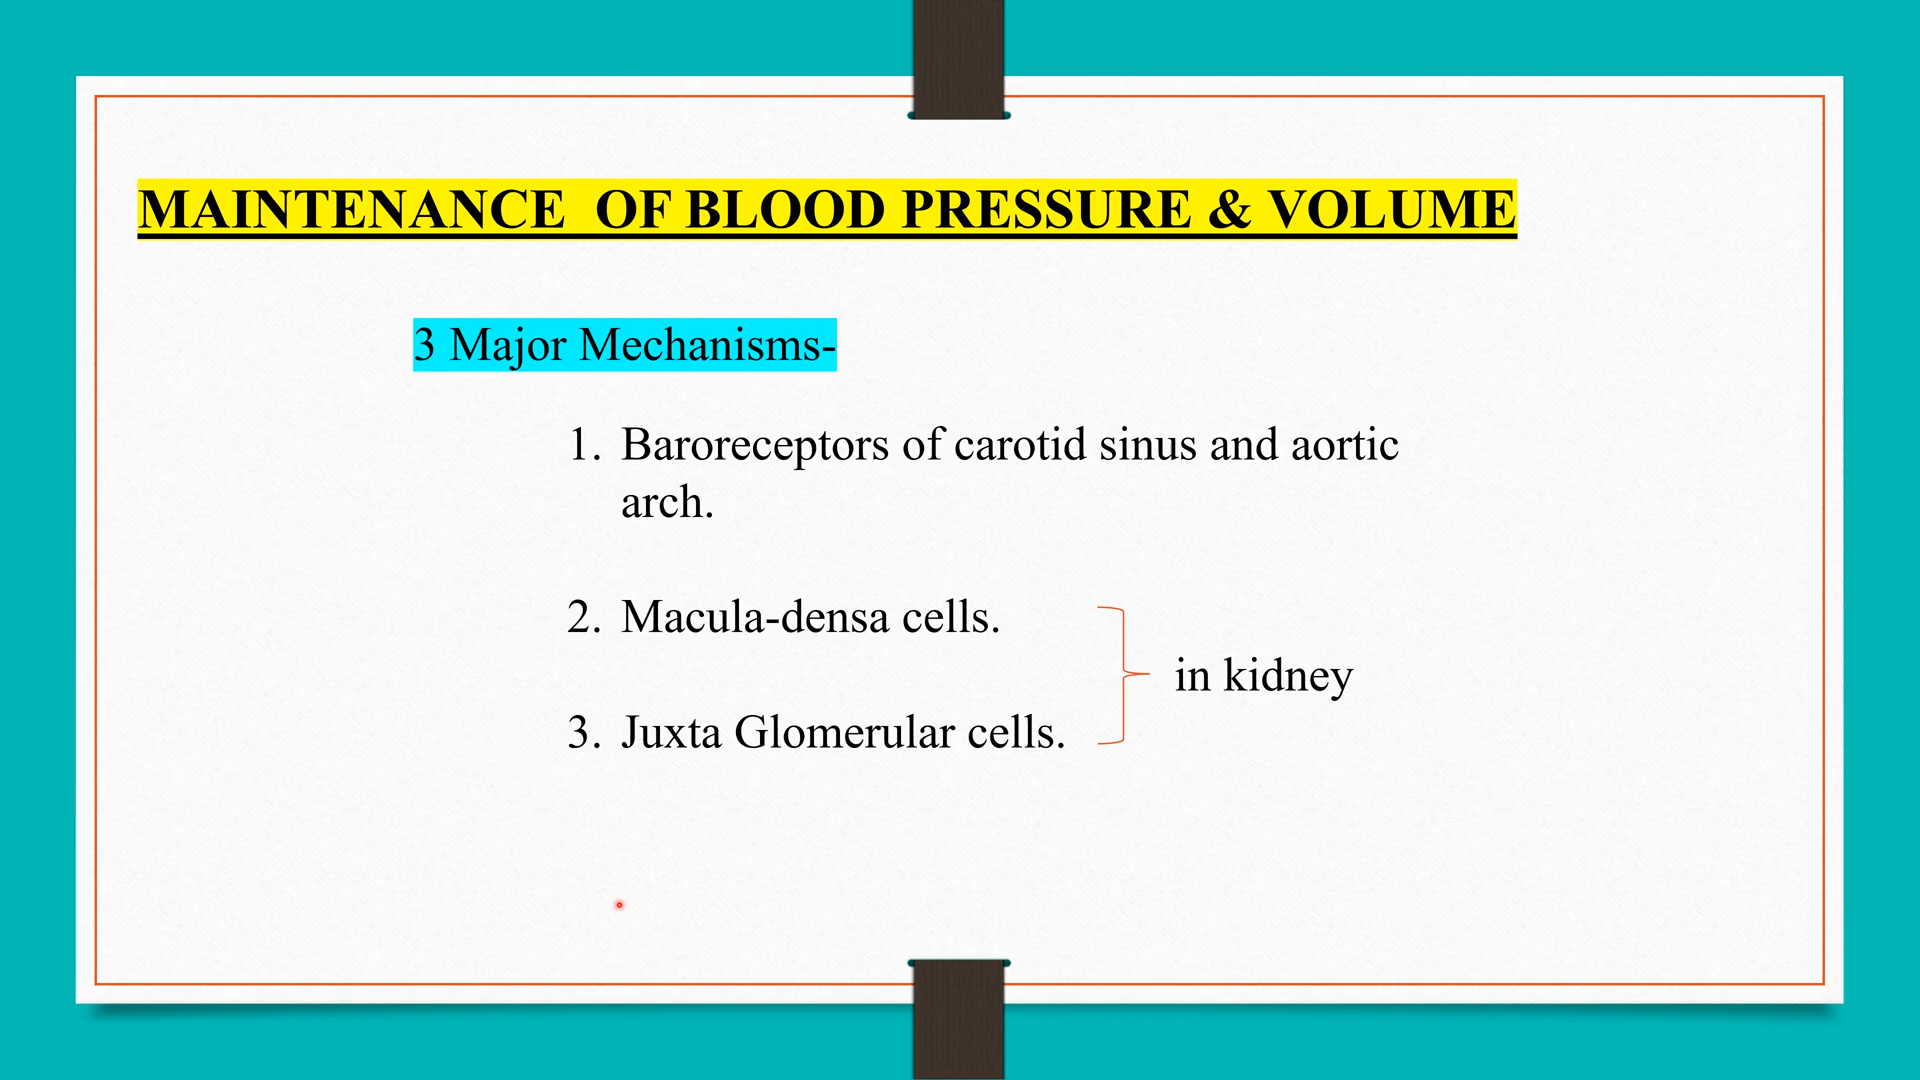 MAINTENANCE  OF BLOOD PRESSURE & VOLUME
3 Major Mechanisms-
1. Baroreceptors of carotid sinus and aortic
arch.
2. Macula-densa cells.
in kidney
3. Juxta Glomerular cells.